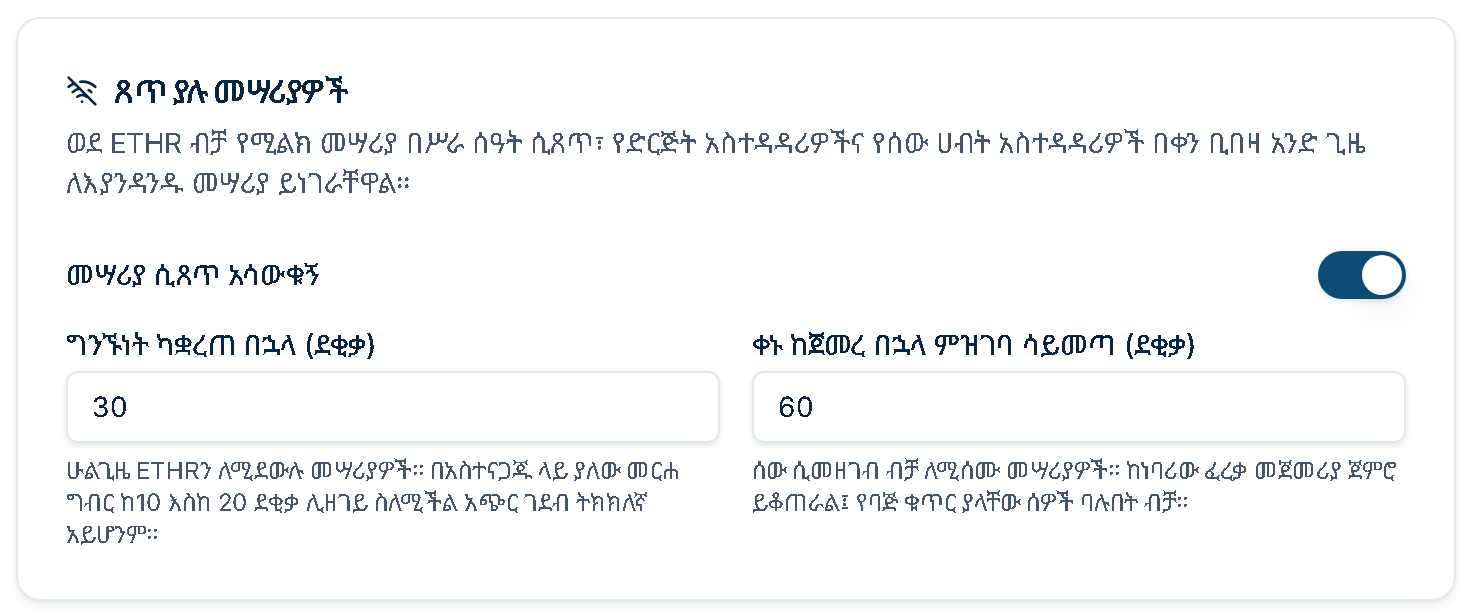 ጸጥ ያሉ መሣሪያዎች
ወደ ETHR ብቻ የሚልክ መሣሪያ በሥራ ሰዓት ሲጸጥ፣ የድርጅት አስተዳዳሪዎችና የሰው ሀብት አስተዳዳሪዎች በቀን ቢበዛ አንድ ጊዜ
ለእያንዳንዱ መሣሪያ ይነገራቸዋል።
መሣሪያ ሲጸጥ አሳውቁኝ
ግንኙነት ካቋረጠ በኋላ (ደቂቃ)
30
ሁልጊዜ ETHRን ለሚደውሉ መሣሪያዎች። በአስተናጋጁ ላይ ያለው መርሐ
ግብር ከ10 እስከ 20 ደቂቃ ሊዘገይ ስለሚችል አጭር ገደብ ትክክለኛ
አይሆንም።
ቀኑ ከጀመረ በኋላ ምዝገባ ሳይመጣ (ደቂቃ)
60
ሰው ሲመዘገብ ብቻ ለሚሰሙ መሣሪያዎች። ከነባሪው ፈረቃ መጀመሪያ ጀምሮ
ይቆጠራል፤ የባጅ ቁጥር ያላቸው ሰዎች ባሉበት ብቻ።